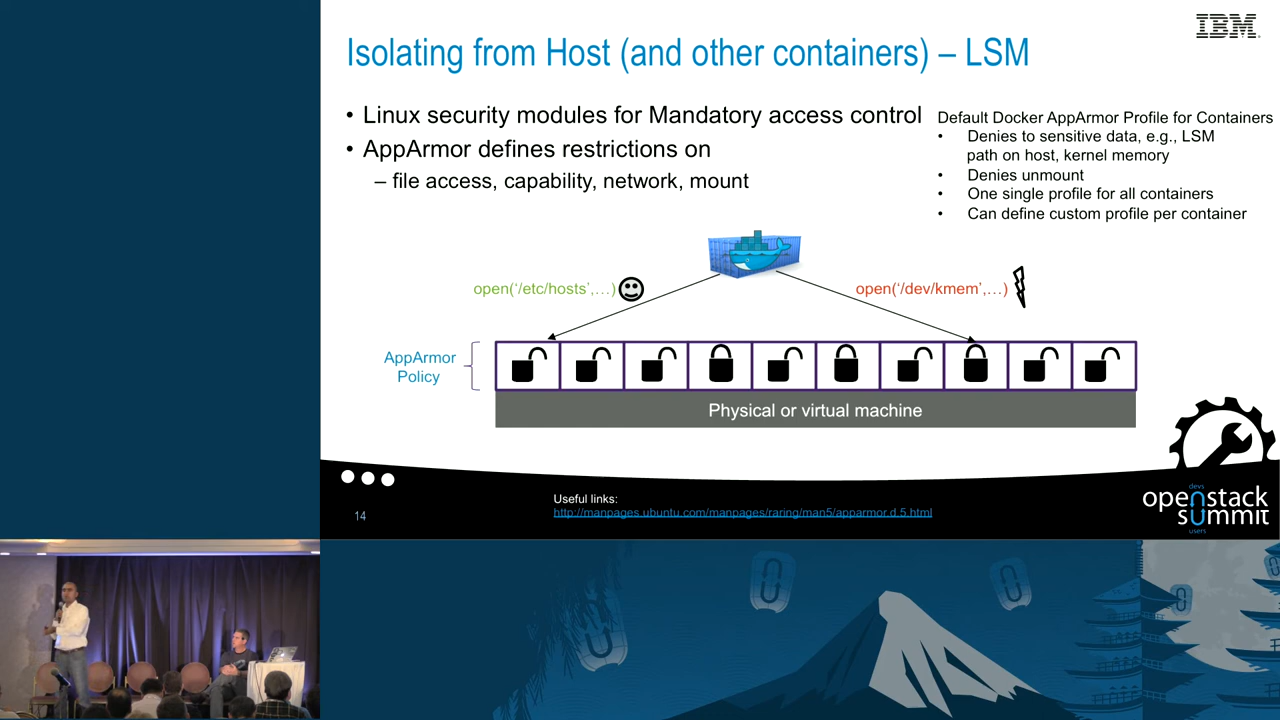 IBM
Isolating from Host (and other containers) – LSM
• Linux security modules for Mandatory access control
• AppArmor defines restrictions on
– file access, capability, network, mount
Default Docker AppArmor Profile for Containers
• Denies to sensitive data, e.g., LSM
path on host, kernel memory
• Denies unmount
• One single profile for all containers
• Can define custom profile per container
open('/etc/hosts',...)
open('/dev/kmem',...)
AppArmor
Policy
Physical or virtual machine
14
Useful links:
http://manpages.ubuntu.com/manpages/raring/man5/apparmor.d.5.html
devs
openstack
summit
users